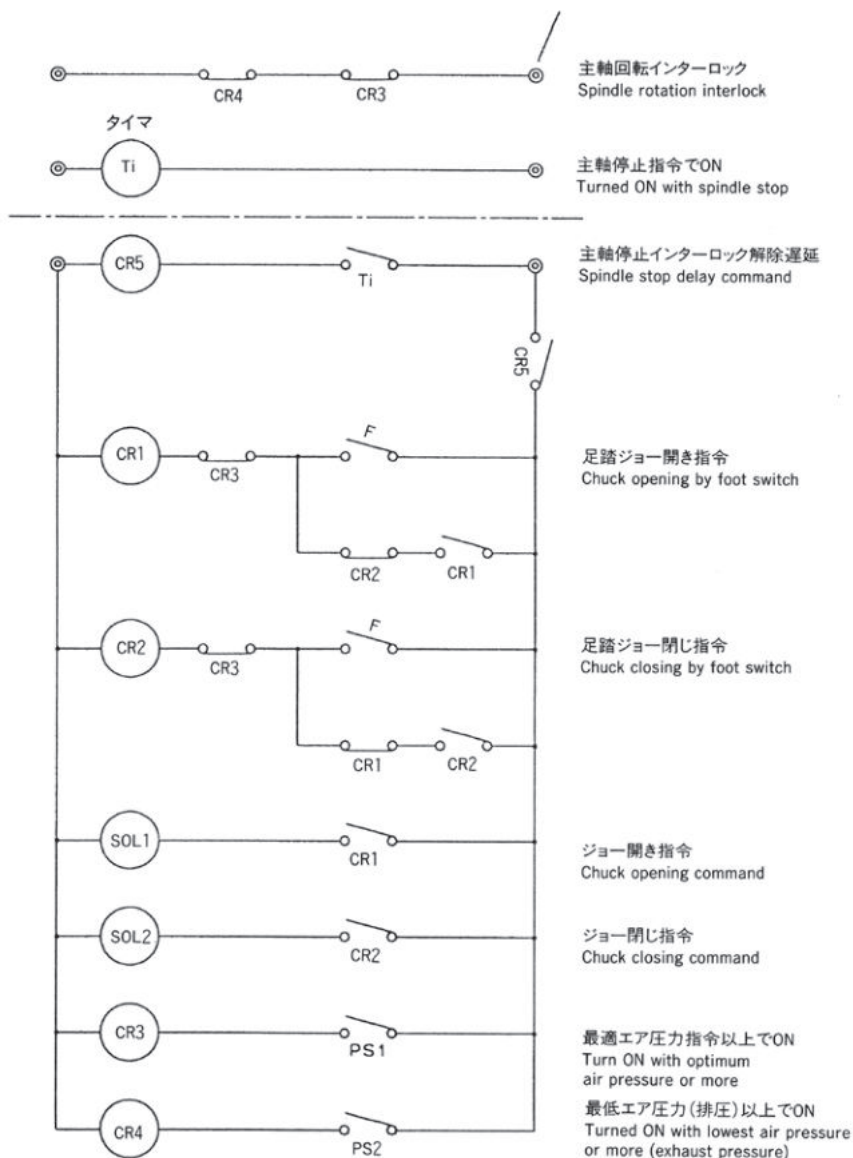 主軸回転インターロック
CR4 CR3
Spindle rotation interlock
タイマ
Ti
主軸停止指令でON
Turned ON with spindle stop
CR5
Ti
主軸停止インターロック解除遅延
Spindle stop delay command
CR5
CR1
CR3
F
足踏ジョー開き指令
Chuck opening by foot switch
CR2 CR1
CR2
CR3
F
足踏ジョー閉じ指令
Chuck closing by foot switch
CR1 CR2
SOL1
CR1
ジョー開き指令
Chuck opening command
SOL2
CR2
ジョー閉じ指令
Chuck closing command
CR3
PS1
最適エア圧力指令以上でON
Turn ON with optimum
air pressure or more
CR4
PS2
最低エア圧力(排圧)以上でON
Turned ON with lowest air pressure
or more (exhaust pressure)